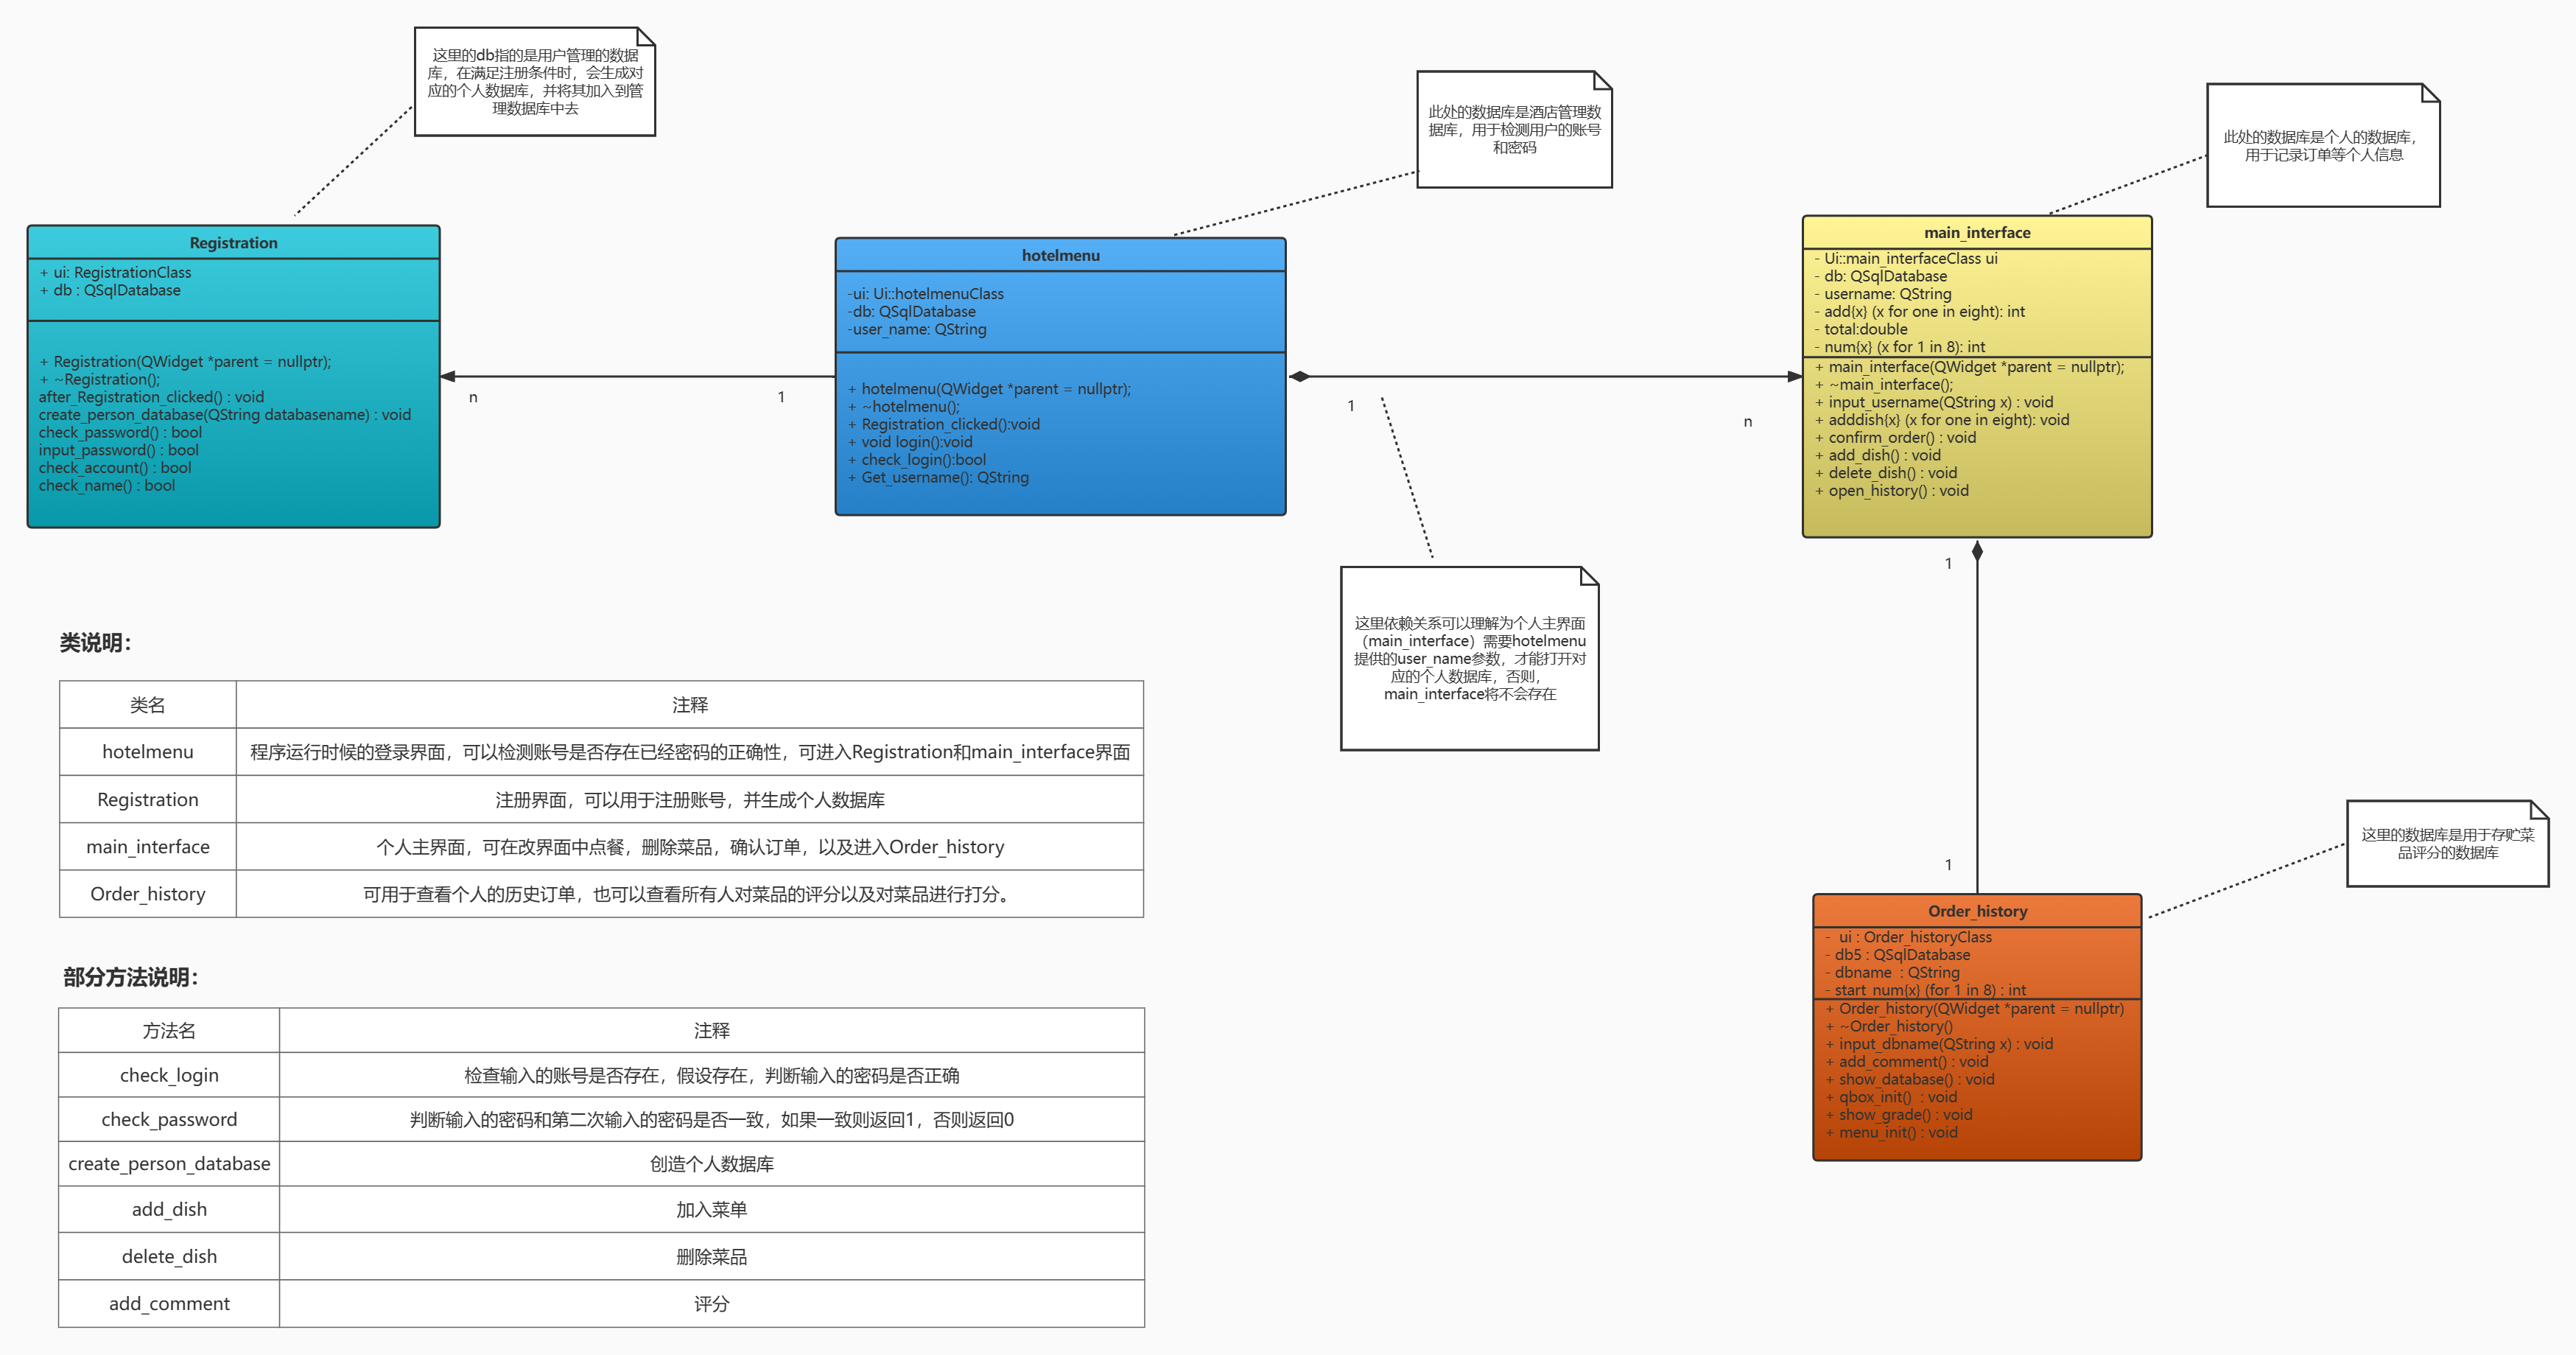 这里的db指的是用户管理的数据
库，在满足注册条件时，会生成对
应的个人数据库，并将其加入到管
理数据库中去
此处的数据库是酒店管理数
据库，用于检测用户的账号
和密码
此处的数据库是个人的数据库，
用于记录订单等个人信息
Registration
+ ui: RegistrationClass
+ db : QSqlDatabase
+ Registration(QWidget *parent = nullptr);
+ ~Registration();
after_Registration_clicked() : void
create_person_database(QString databasename) : void
check_password() : bool
input_password() : bool
check_account() : bool
check_name() : bool
n
1
hotelmenu
-ui: Ui::hotelmenuClass
-db: QSqlDatabase
-user_name: QString
+ hotelmenu(QWidget *parent = nullptr);
+ ~hotelmenu();
+ Registration_clicked():void
+ void login():void
+ check_login():bool
+ Get_username(): QString
1
n
main_interface
- Ui::main_interfaceClass ui
- db: QSqlDatabase
- username: QString
- add{x} (x for one in eight): int
- total:double
- num{x} (x for 1 in 8): int
+ main_interface(QWidget *parent = nullptr);
+ ~main_interface();
+ input_username(QString x) : void
+ adddish{x} (x for one in eight): void
+ confirm_order() : void
+ add_dish() : void
+ delete_dish() : void
+ open_history() : void
1
1
这里依赖关系可以理解为个人主界面
（main_interface）需要hotelmenu
提供的user_name参数，才能打开对
应的个人数据库，否则，
main_interface将不会存在
这里的数据库是用于存贮菜
品评分的数据库
Order_history
- ui : Order_historyClass
- db5 : QSqlDatabase
- dbname : QString
- start_num{x} (for 1 in 8) : int
+ Order_history(QWidget *parent = nullptr)
+ ~Order_history()
+ input_dbname(QString x) : void
+ add_comment() : void
+ show_database() : void
+ qbox_init() : void
+ show_grade() : void
+ menu_init() : void
类说明：
类名 注释
hotelmenu 程序运行时候的登录界面，可以检测账号是否存在已经密码的正确性，可进入Registration和main_interface界面
Registration 注册界面，可以用于注册账号，并生成个人数据库
main_interface 个人主界面，可在改界面中点餐，删除菜品，确认订单，以及进入Order_history
Order_history 可用于查看个人的历史订单，也可以查看所有人对菜品的评分以及对菜品进行打分。
部分方法说明：
方法名 注释
check_login 检查输入的账号是否存在，假设存在，判断输入的密码是否正确
check_password 判断输入的密码和第二次输入的密码是否一致，如果一致则返回1，否则返回0
create_person_database 创造个人数据库
add_dish 加入菜单
delete_dish 删除菜品
add_comment 评分